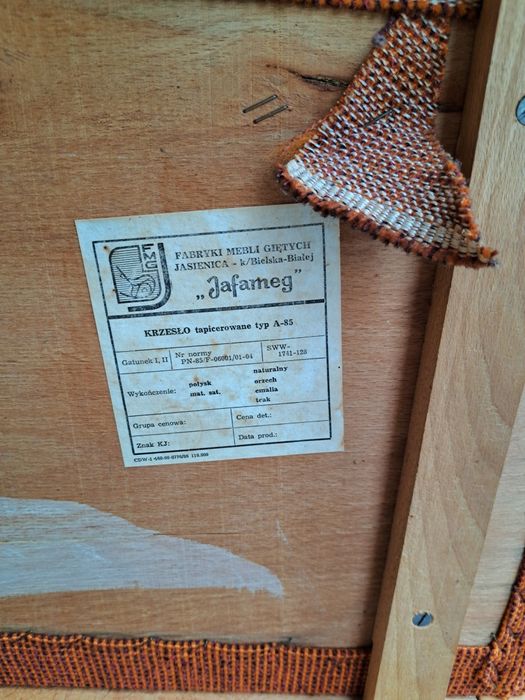 FMG
FABRYKI MEBLI GIĘTYCH
JASIENICA - k/Bielska-Białej
„Jafameg"
KRZESŁO tapicerowane typ A-85
Gatunek I, II
Nr normy
PN-85/F-06001/01-04
SWW-
1741-123
Wykończenie:
połysk
mat. sat.
naturalny
orzech
emalia
teak
Grupa cenowa:
Cena det.:
Znak KJ:
Data prod.: